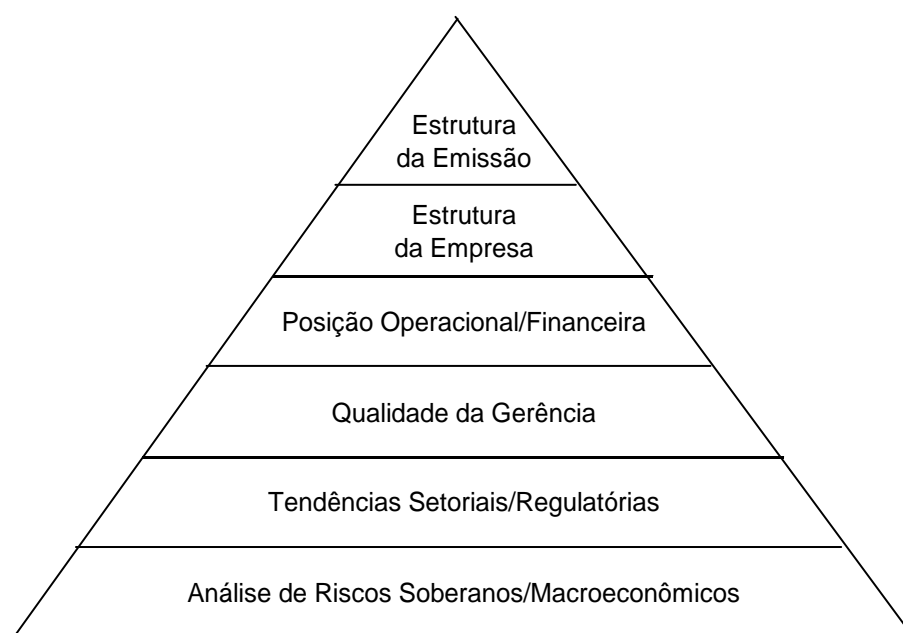 Estrutura
da Emissão
Estrutura
da Empresa
Posição Operacional/Financeira
Qualidade da Gerência
Tendências Setoriais/Regulatórias
Análise de Riscos Soberanos/Macroeconômicos